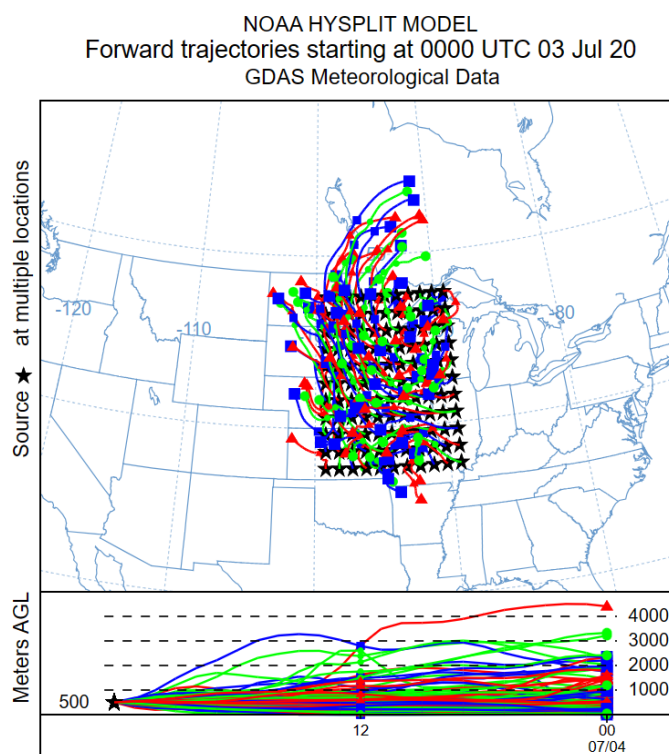 NOAA HYSPLIT MODEL
Forward trajectories starting at 0000 UTC 03 Jul 20
GDAS Meteorological Data
Source ★ at multiple locations
-120
-110
-80
Meters AGL
500
4000
3000
2000
1000
12
00
07/04